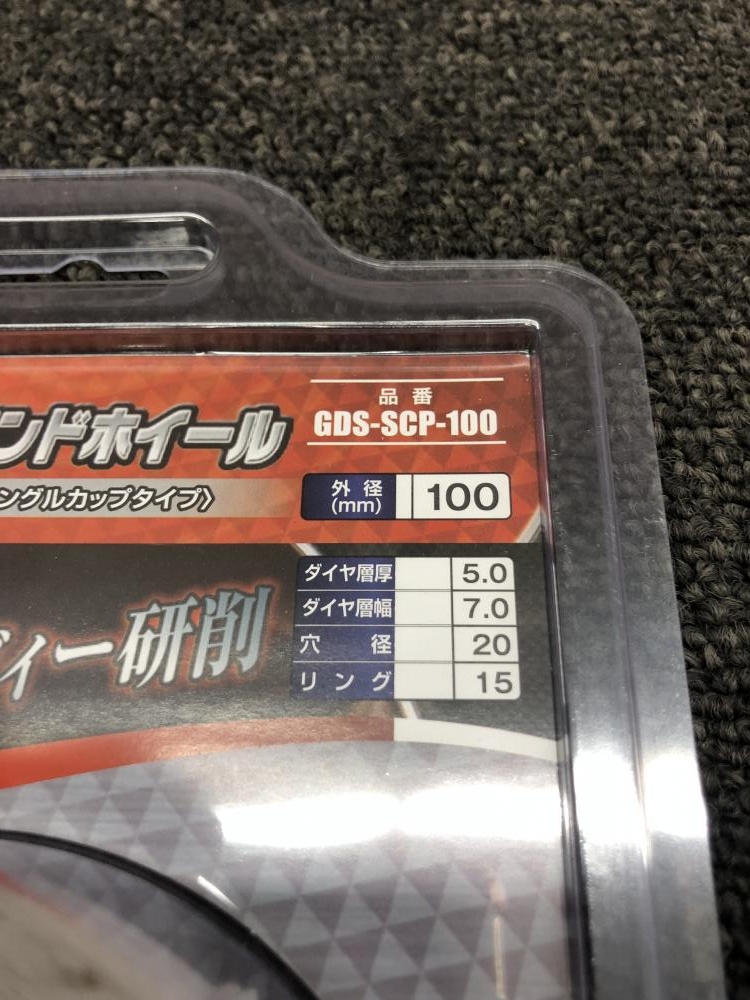 品番
GDS-SCP-100
ンドホイール
外径(mm) 100
ングルカップタイプ〉
ダイヤ層厚 5.0
ダイヤ層幅 7.0
穴径 20
リング 15
ディー研削